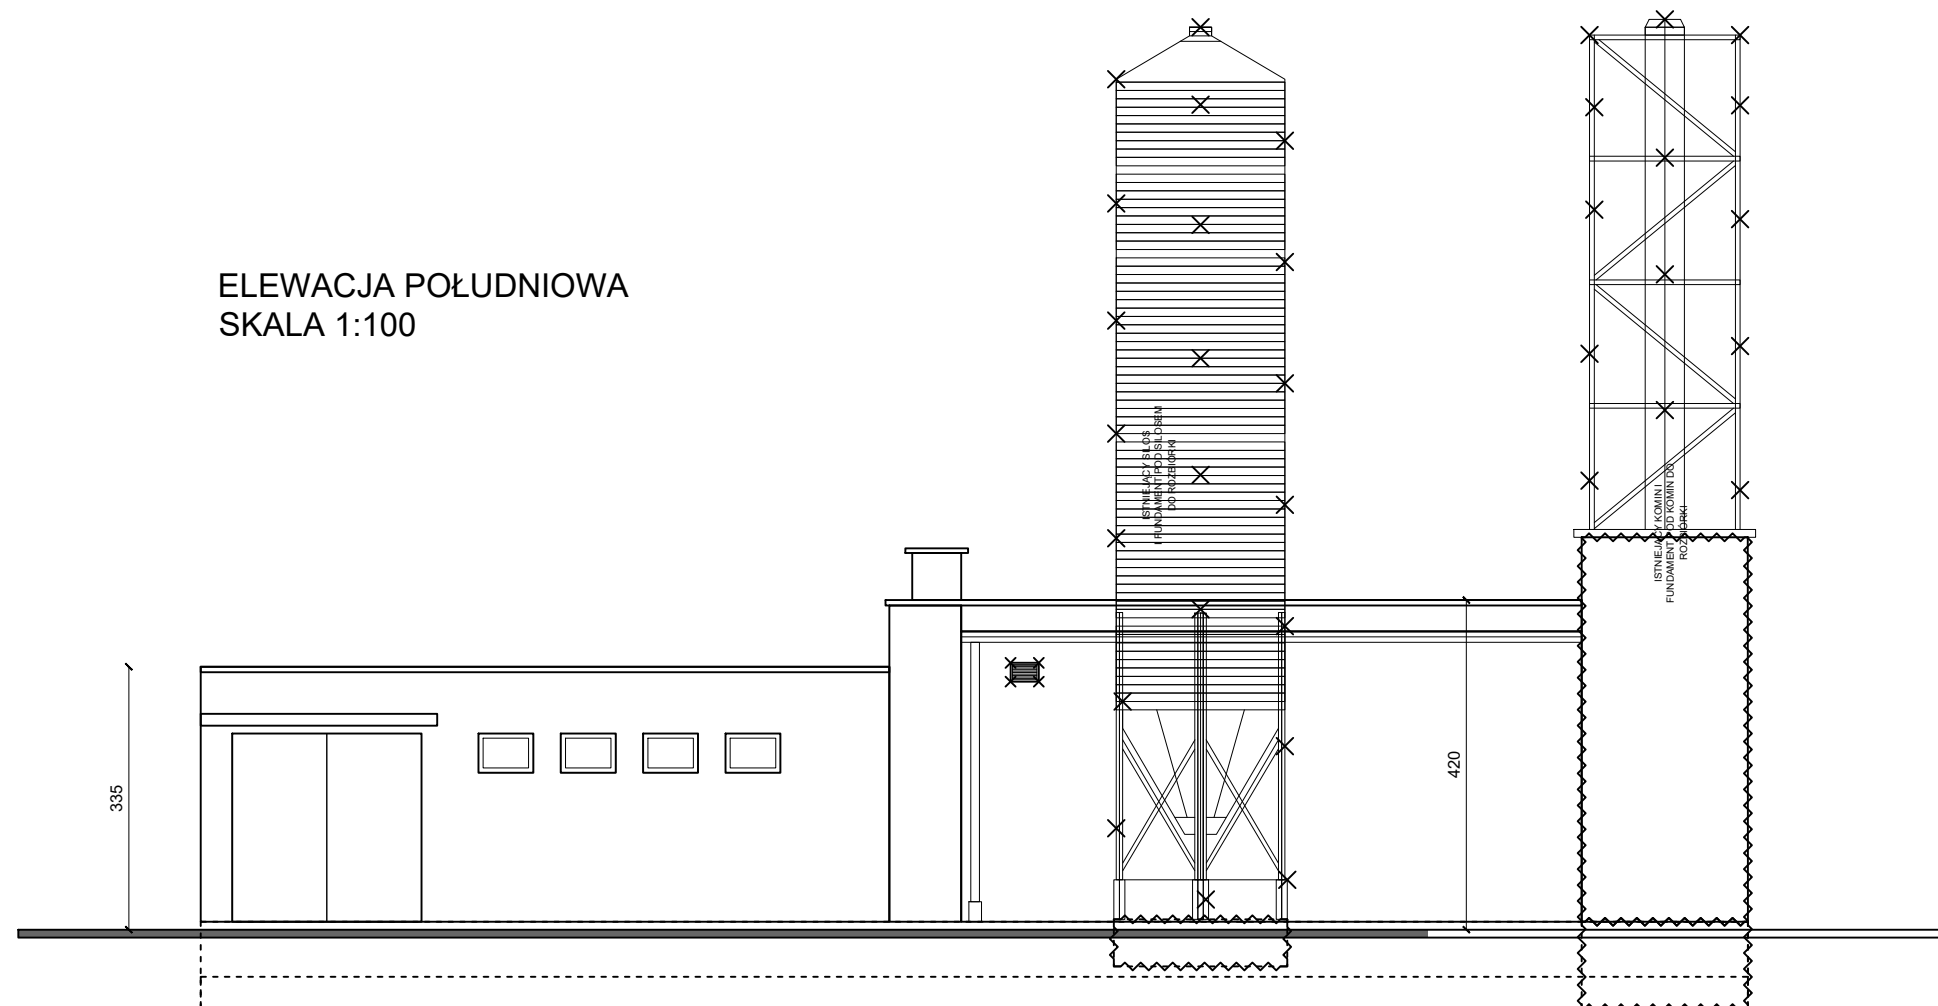 ELEWACJA POŁUDNIOWA
SKALA 1:100
ISTNIEJĄCY SILOS
I FUNDAMENT POD SILOSEM
DO ROZBIÓRKI
ISTNIEJĄCY KOMIN I
FUNDAMENT POD KOMIN DO
ROZBIÓRKI
335
420